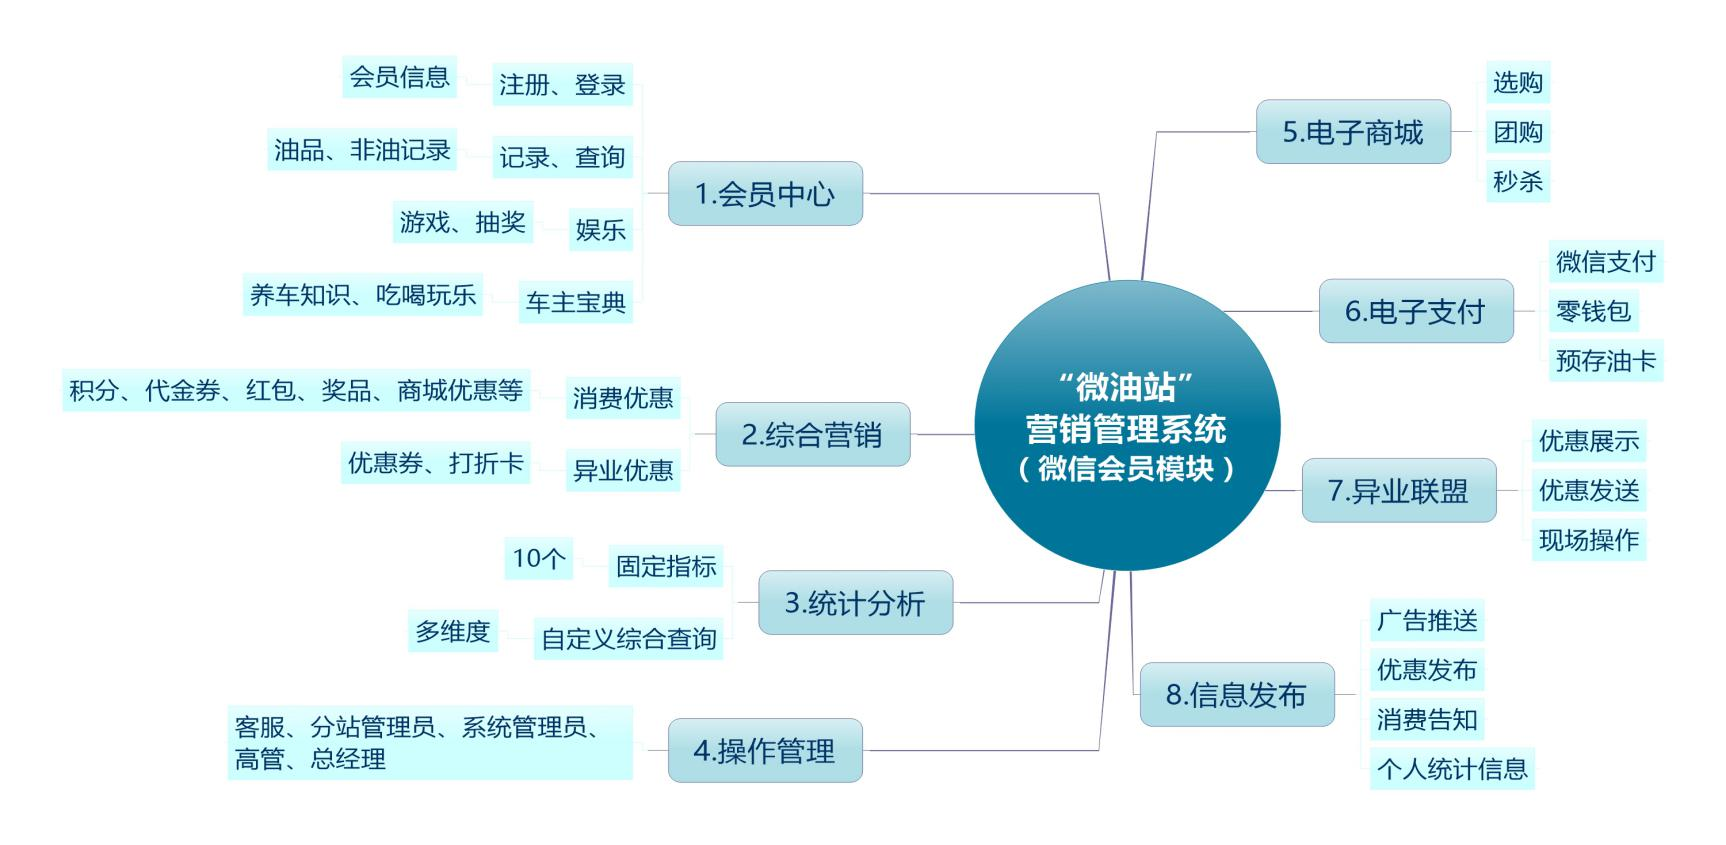 “微油站”
营销管理系统
（微信会员模块）
1.会员中心
注册、登录
会员信息
记录、查询
油品、非油记录
娱乐
游戏、抽奖
车主宝典
养车知识、吃喝玩乐
2.综合营销
消费优惠
积分、代金券、红包、奖品、商城优惠等
异业优惠
优惠券、打折卡
3.统计分析
固定指标
10个
自定义综合查询
多维度
4.操作管理
客服、分站管理员、系统管理员、
高管、总经理
5.电子商城
选购
团购
秒杀
6.电子支付
微信支付
零钱包
预存油卡
7.异业联盟
优惠展示
优惠发送
现场操作
8.信息发布
广告推送
优惠发布
消费告知
个人统计信息